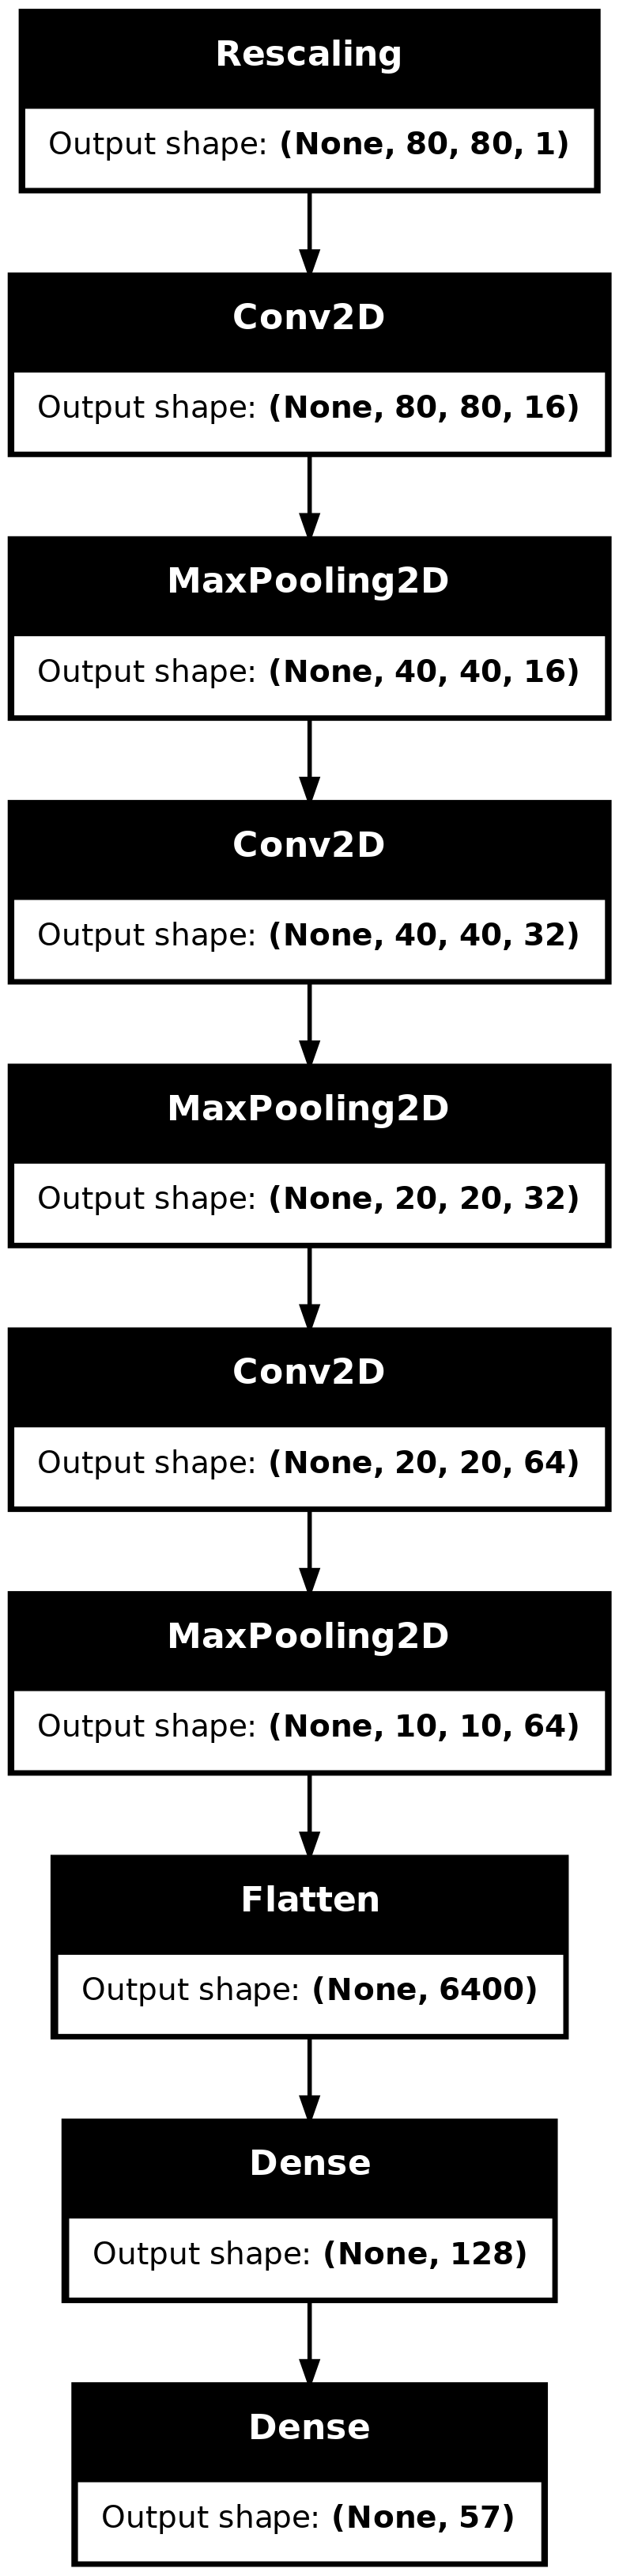 Rescaling
Output shape: (None, 80, 80, 1)
Conv2D
Output shape: (None, 80, 80, 16)
MaxPooling2D
Output shape: (None, 40, 40, 16)
Conv2D
Output shape: (None, 40, 40, 32)
MaxPooling2D
Output shape: (None, 20, 20, 32)
Conv2D
Output shape: (None, 20, 20, 64)
MaxPooling2D
Output shape: (None, 10, 10, 64)
Flatten
Output shape: (None, 6400)
Dense
Output shape: (None, 128)
Dense
Output shape: (None, 57)